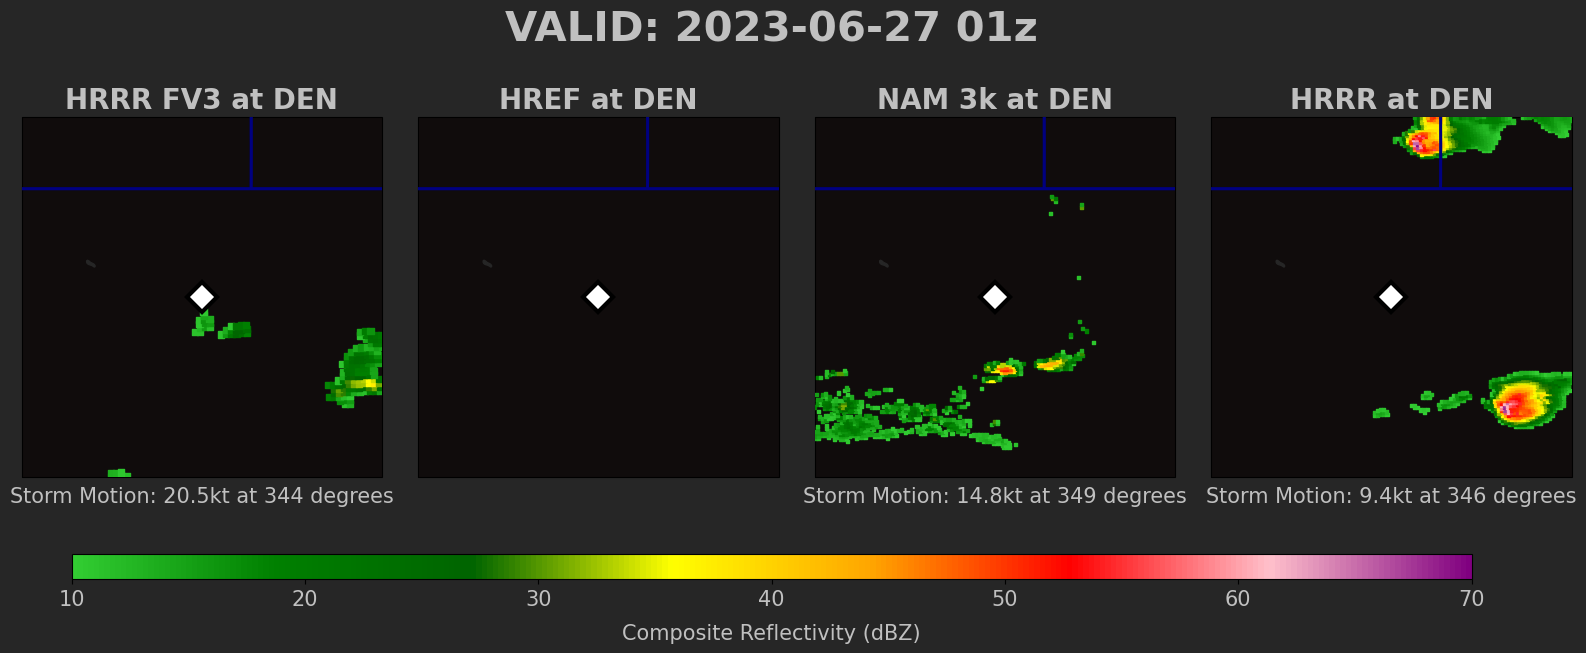 VALID: 2023-06-27 01z
HRRR FV3 at DEN
HREF at DEN
NAM 3k at DEN
HRRR at DEN
Storm Motion: 20.5kt at 344 degrees
Storm Motion: 14.8kt at 349 degrees
Storm Motion: 9.4kt at 346 degrees
10 20 30 40 50 60 70
Composite Reflectivity (dBZ)